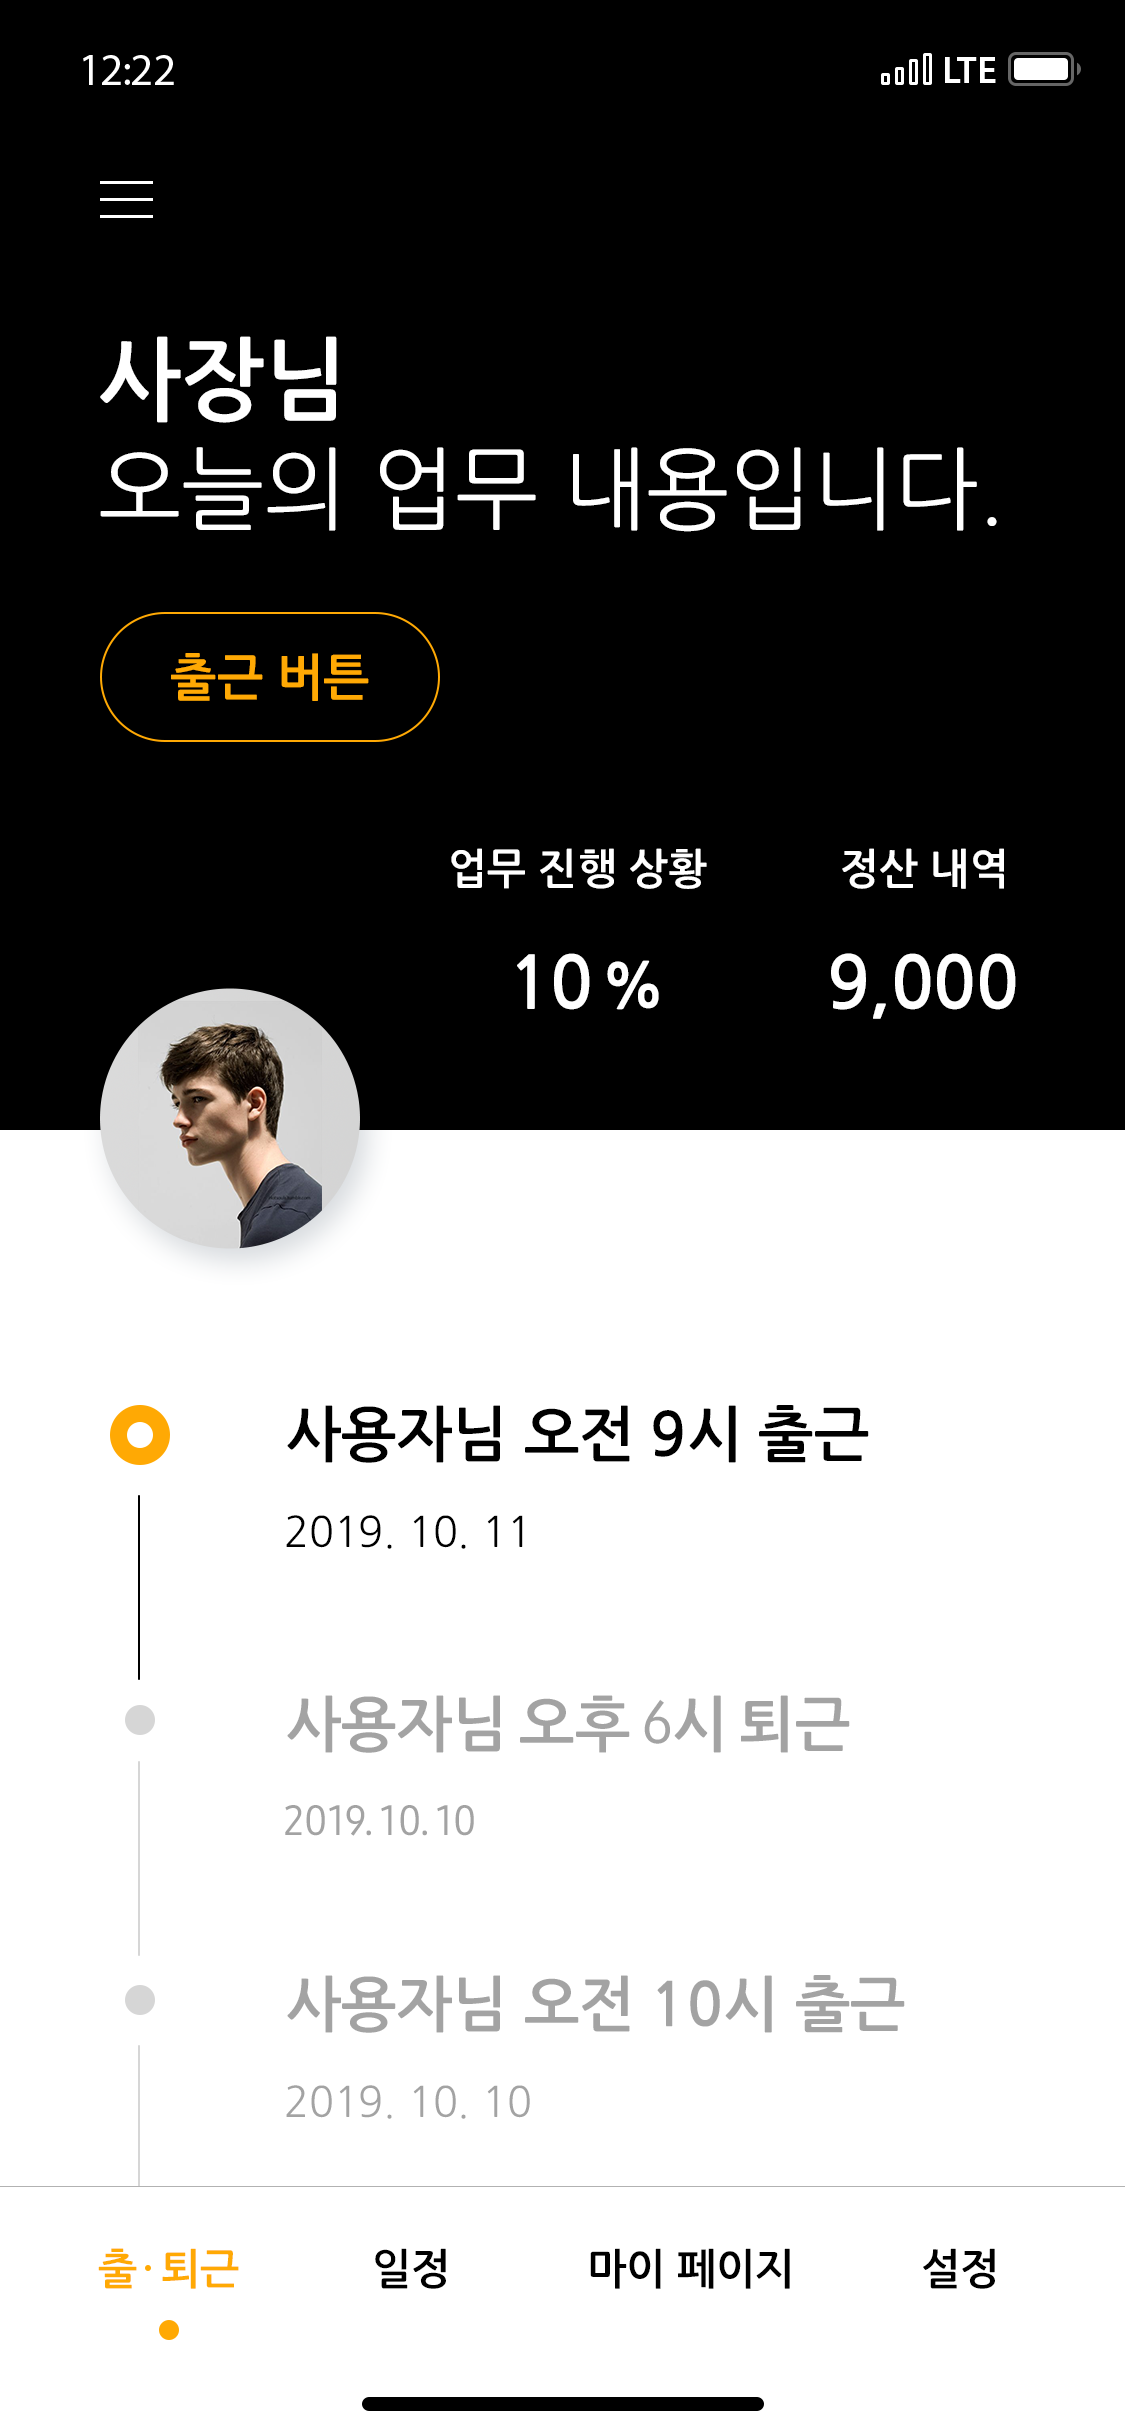 12:22 LTE
사장님
오늘의 업무 내용입니다.
출근 버튼
업무 진행 상황 정산 내역
10 % 9,000
사용자님 오전 9시 출근
2019. 10. 11
사용자님 오후 6시 퇴근
2019. 10. 10
사용자님 오전 10시 출근
2019. 10. 10
출·퇴근 일정 마이 페이지 설정